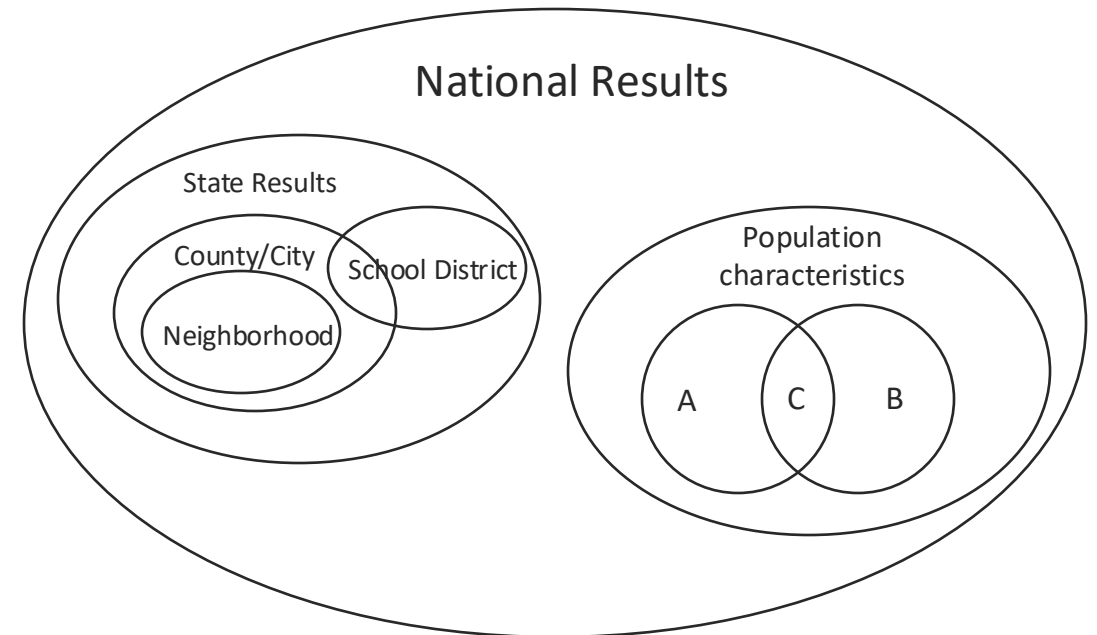 National Results
State Results
County/City
School District
Neighborhood
Population
characteristics
A
C
B